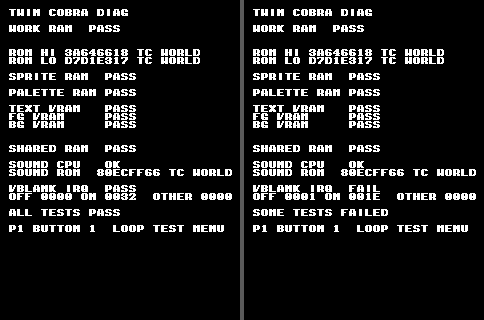 TWIN COBRA DIAG
WORK RAM PASS
ROM HI 3A646618 TC WORLD
ROM LO D7D1E317 TC WORLD
SPRITE RAM PASS
PALETTE RAM PASS
TEXT VRAM PASS
FG VRAM PASS
BG VRAM PASS
SHARED RAM PASS
SOUND CPU OK
SOUND ROM 80ECFF66 TC WORLD
VBLANK IRQ PASS
OFF 0000 ON 0032 OTHER 0000
ALL TESTS PASS
P1 BUTTON 1 LOOP TEST MENU
TWIN COBRA DIAG
WORK RAM PASS
ROM HI 3A646618 TC WORLD
ROM LO D7D1E317 TC WORLD
SPRITE RAM PASS
PALETTE RAM PASS
TEXT VRAM PASS
FG VRAM PASS
BG VRAM PASS
SHARED RAM PASS
SOUND CPU OK
SOUND ROM 80ECFF66 TC WORLD
VBLANK IRQ FAIL
OFF 0001 ON 001E OTHER 0000
SOME TESTS FAILED
P1 BUTTON 1 LOOP TEST MENU